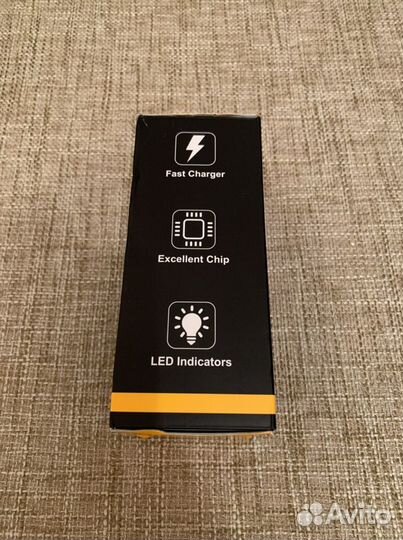 Fast Charger
Excellent Chip
LED Indicators
Avito